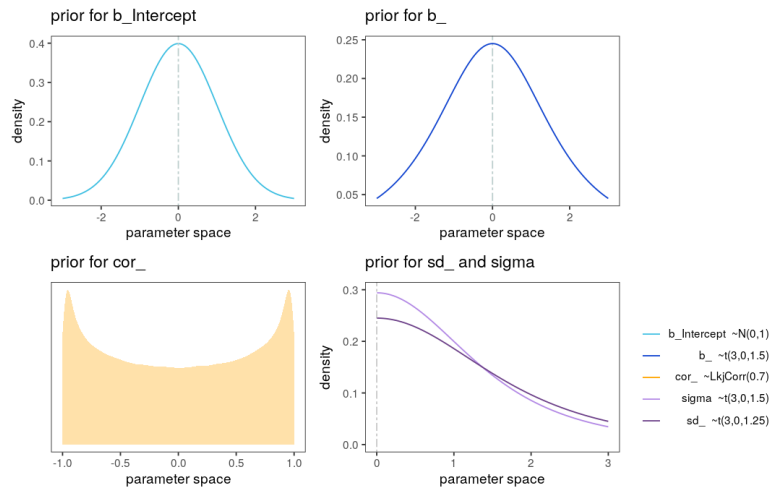 prior for b_Intercept
prior for b_
0.4
0.3
0.2
0.1
0.0
density
-2
0
2
parameter space
0.25
0.20
0.15
0.10
0.05
density
-2
0
2
parameter space
prior for cor_
prior for sd_ and sigma
-1.0
-0.5
0.0
0.5
1.0
parameter space
0.3
0.2
0.1
0.0
density
0
1
2
3
parameter space
b_Intercept ~N(0,1)
b_ ~t(3,0,1.5)
cor_ ~LkjCorr(0.7)
sigma ~t(3,0,1.5)
sd_ ~t(3,0,1.25)